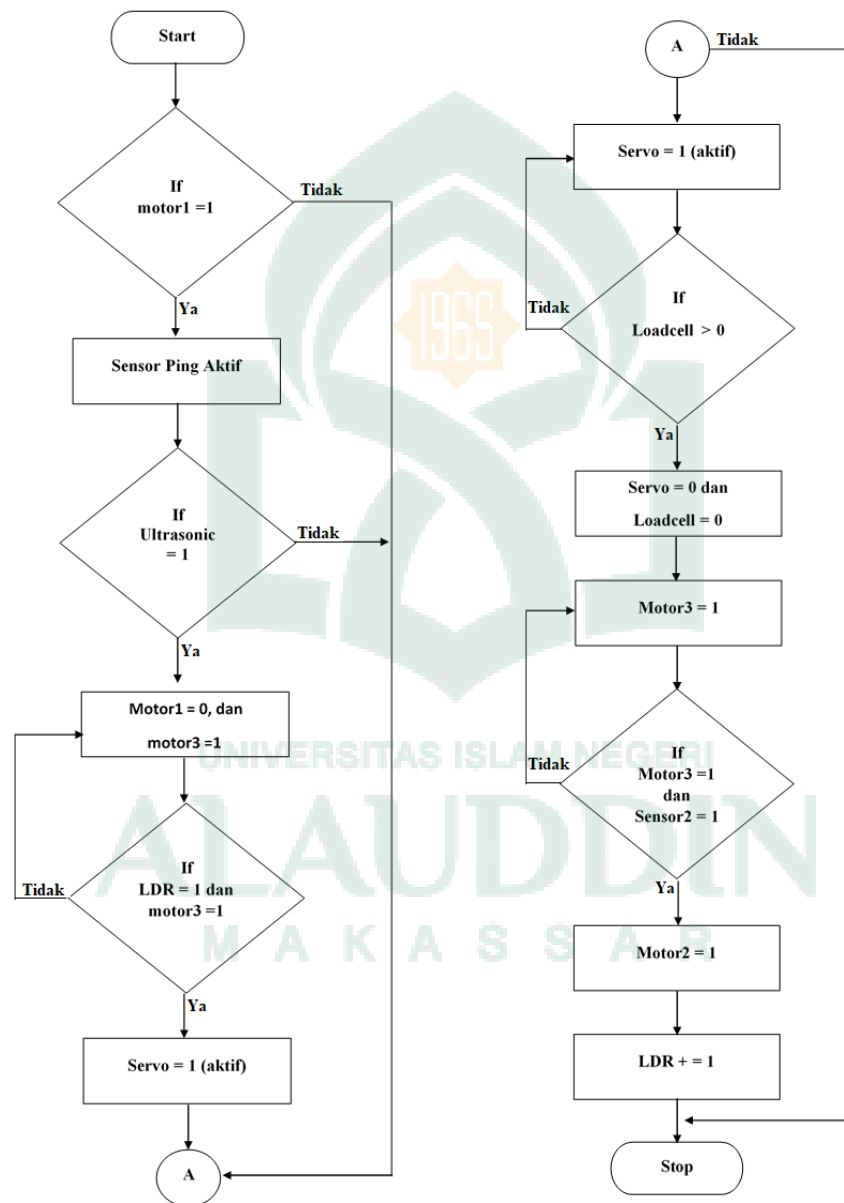 Start
If
motor1 =1
Tidak
Ya
Sensor Ping Aktif
If
Ultrasonic
= 1
Tidak
Ya
Motor1 = 0, dan
motor3 =1
If
LDR = 1 dan
motor3 =1
Tidak
Ya
Servo = 1 (aktif)
A
A
Tidak
Servo = 1 (aktif)
If
Loadcell > 0
Tidak
Ya
Servo = 0 dan
Loadcell = 0
Motor3 = 1
If
Motor3 =1
dan
Sensor2 = 1
Tidak
Ya
Motor2 = 1
LDR + = 1
Stop
1965
UNIVERSITAS ISLAM NEGERI
ALAUDDIN
MAKASSAR